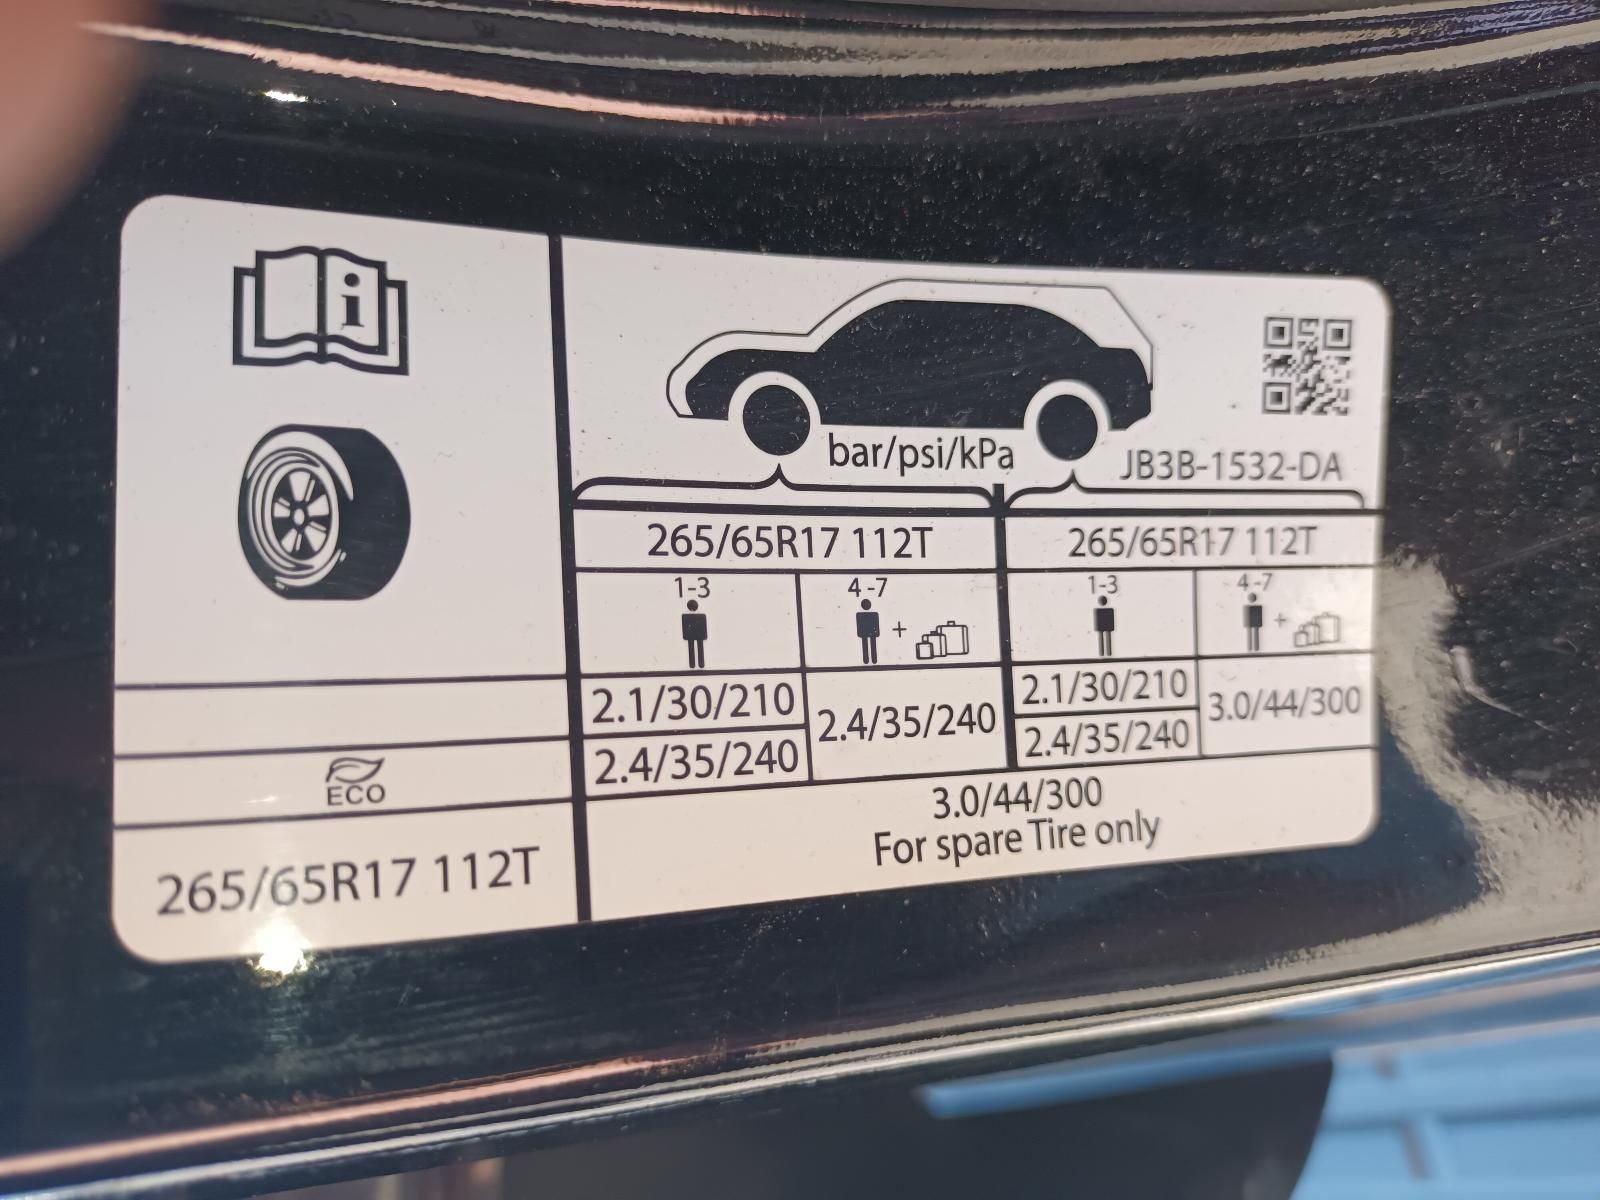 i
bar/psi/kPa
JB3B-1532-DA
265/65R17 112T 265/65R17 112T
1-3 4-7 1-3 4-7
+ +
2.1/30/210 2.4/35/240 2.1/30/210 3.0/44/300
ECO 2.4/35/240 2.4/35/240
3.0/44/300
For spare Tire only
265/65R17 112T